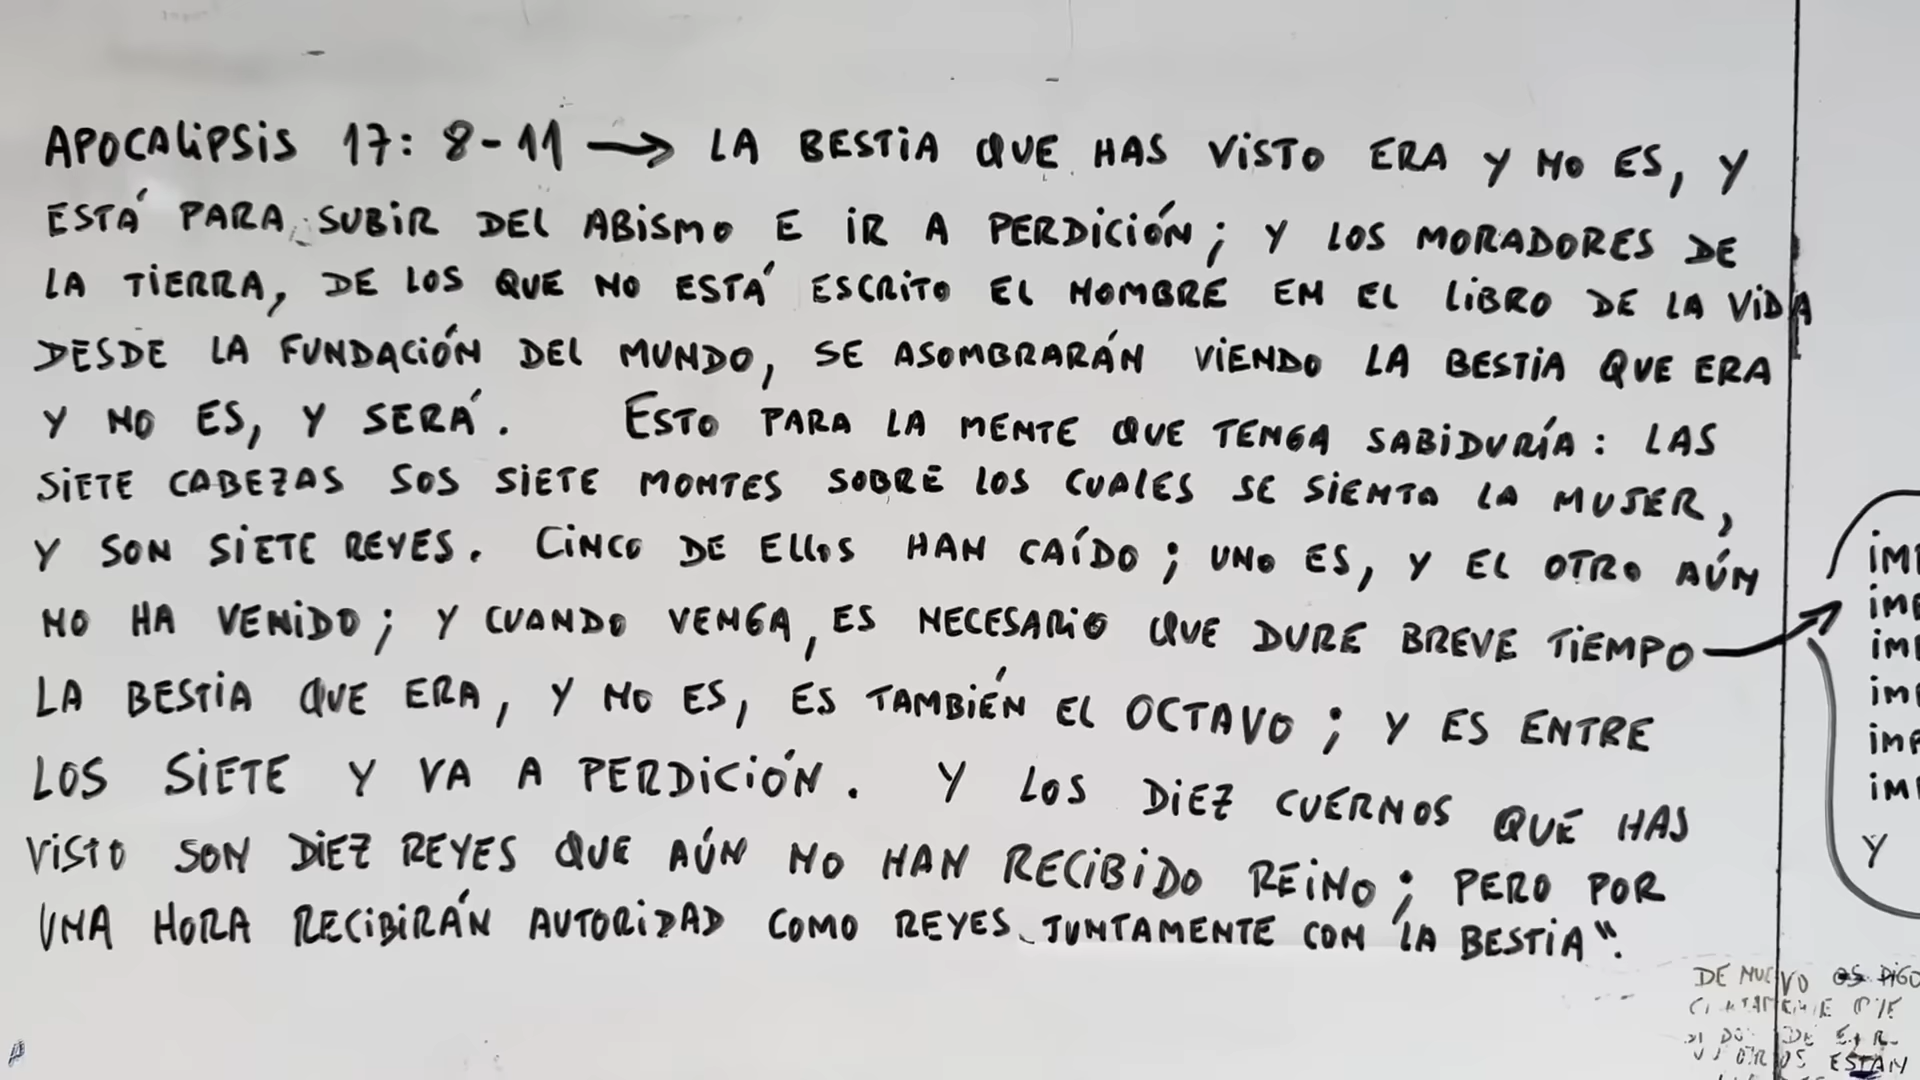 APOCALIPSIS 17: 8-11 → LA BESTIA QUE HAS VISTO ERA Y NO ES, Y
ESTÁ PARA SUBIR DEL ABISMO E IR A PERDICIÓN; Y LOS MORADORES DE
LA TIERRA, DE LOS QUE NO ESTÁ ESCRITO EL NOMBRE EN EL LIBRO DE LA VIDA
DESDE LA FUNDACIÓN DEL MUNDO, SE ASOMBRARÁN VIENDO LA BESTIA QUE ERA
Y NO ES, Y SERÁ. ESTO PARA LA MENTE QUE TENGA SABIDURÍA: LAS
SIETE CABEZAS SOS SIETE MONTES SOBRE LOS CUALES SE SIENTA LA MUJER,
Y SON SIETE REYES. CINCO DE ELLOS HAN CAÍDO; UNO ES, Y EL OTRO AÚN
NO HA VENIDO; Y CUANDO VENGA, ES NECESARIO QUE DURE BREVE TIEMPO
LA BESTIA QUE ERA, Y NO ES, ES TAMBIÉN EL OCTAVO; Y ES ENTRE
LOS SIETE Y VA A PERDICIÓN. Y LOS DIEZ CUERNOS QUE HAS
VISTO SON DIEZ REYES QUE AÚN NO HAN RECIBIDO REINO; PERO POR
UNA HORA RECIBIRÁN AUTORIDAD COMO REYES JUNTAMENTE CON LA BESTIA".
Y
DE NUEVO OS DIGO
ESTAN